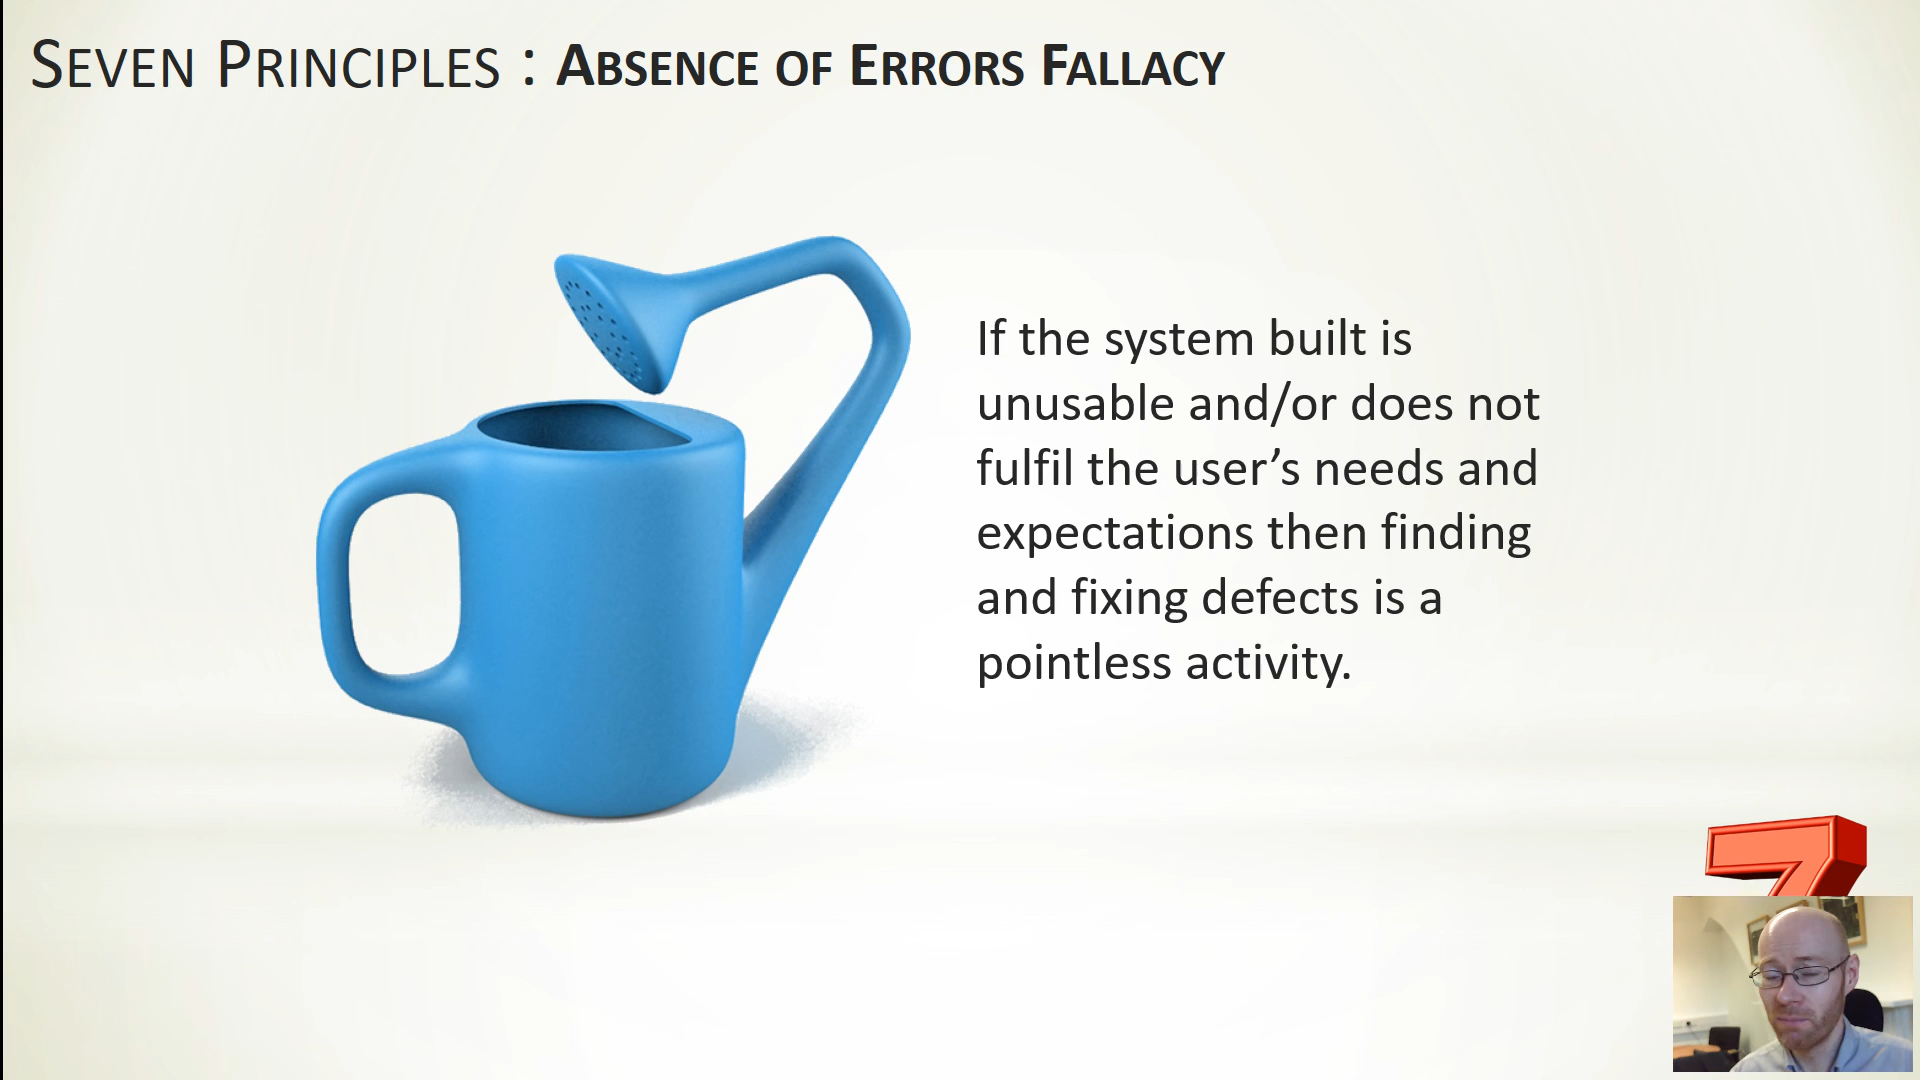 Seven Principles : Absence of Errors Fallacy
If the system built is
unusable and/or does not
fulfil the user’s needs and
expectations then finding
and fixing defects is a
pointless activity.
7